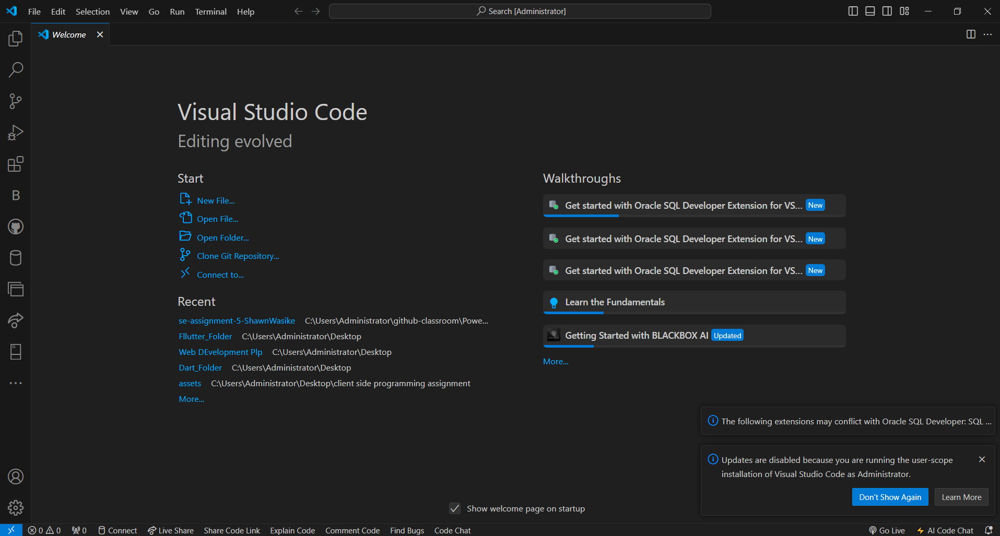 File Edit Selection View Go Run Terminal Help
Search [Administrator]
Welcome
Visual Studio Code
Editing evolved
Start
New File...
Open File...
Open Folder...
Clone Git Repository...
Connect to...
Recent
se-assignment-5-ShawnWasike C:\Users\Administrator\github-classroom\Powe...
Fllutter_Folder C:\Users\Administrator\Desktop
Web DEvelopment Plp C:\Users\Administrator\Desktop
Dart_Folder C:\Users\Administrator\Desktop
assets C:\Users\Administrator\Desktop\client side programming assignment
More...
Walkthroughs
Get started with Oracle SQL Developer Extension for VS... New
Get started with Oracle SQL Developer Extension for VS... New
Get started with Oracle SQL Developer Extension for VS... New
Learn the Fundamentals
Getting Started with BLACKBOX AI Updated
More...
B
The following extensions may conflict with Oracle SQL Developer: SQL ...
Updates are disabled because you are running the user-scope
installation of Visual Studio Code as Administrator.
Don't Show Again Learn More
Show welcome page on startup
0 0 0 Connect Live Share Share Code Link Explain Code Comment Code Find Bugs Code Chat Go Live AI Code Chat